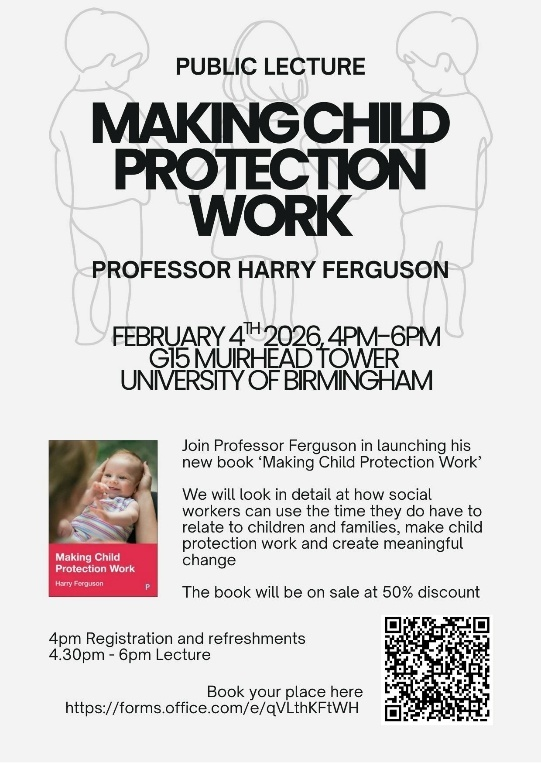 PUBLIC LECTURE
MAKING CHILD
PROTECTION
WORK
PROFESSOR HARRY FERGUSON
FEBRUARY 4TH 2026, 4PM–6PM
G15 MUIRHEAD TOWER
UNIVERSITY OF BIRMINGHAM
Join Professor Ferguson in launching his
new book ‘Making Child Protection Work’
We will look in detail at how social
workers can use the time they do have to
relate to children and families, make child
protection work and create meaningful
change
The book will be on sale at 50% discount
Making Child
Protection Work
Harry Ferguson
P
4pm Registration and refreshments
4.30pm - 6pm Lecture
Book your place here
https://forms.office.com/e/qVLthKFtWH